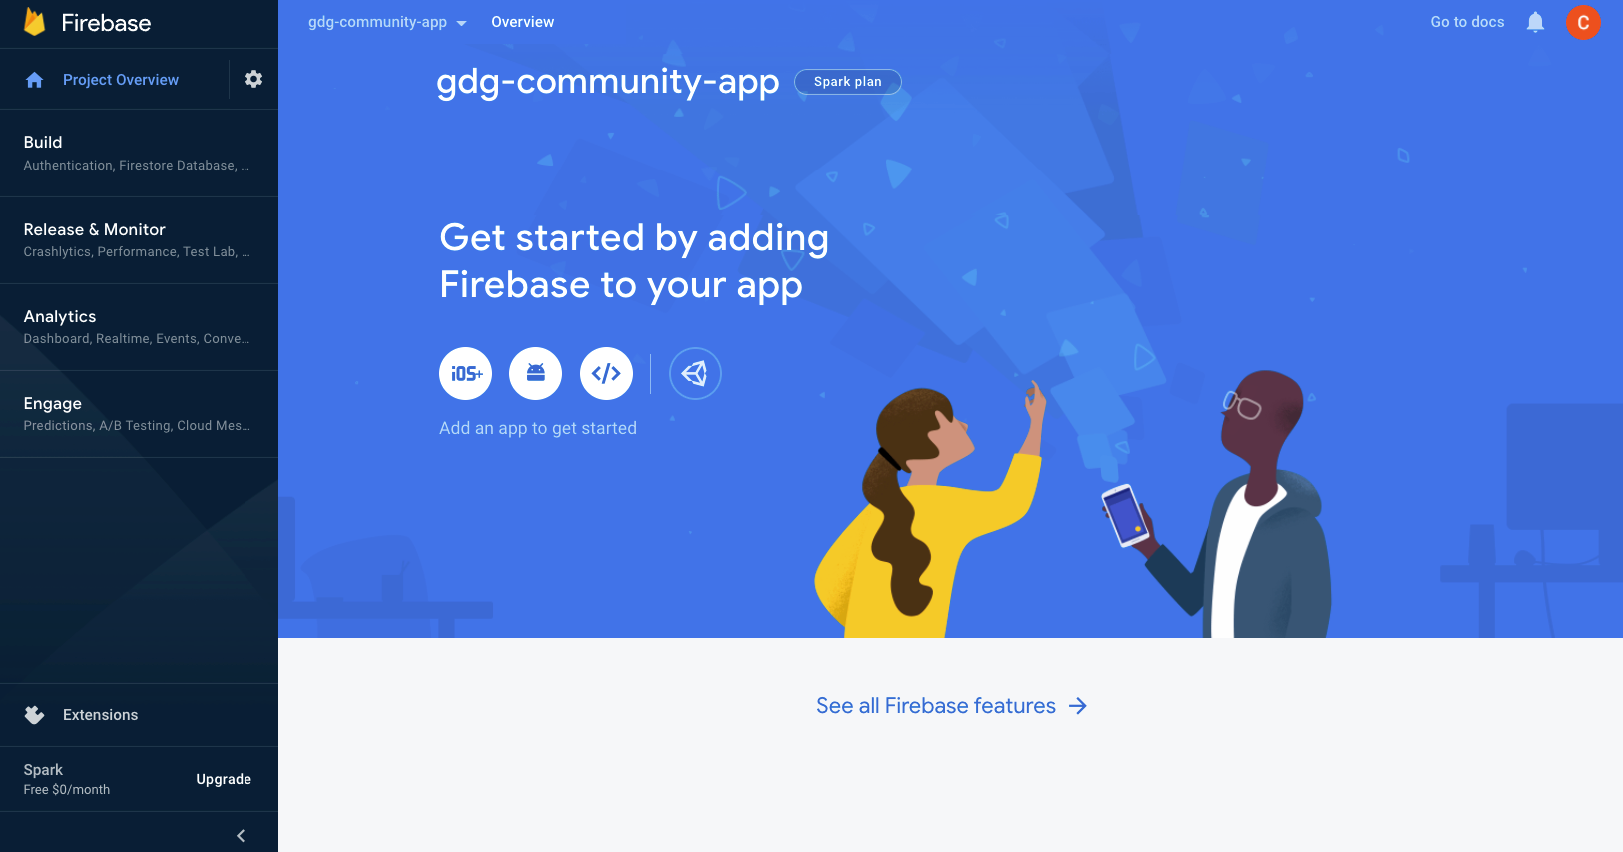 Firebase
gdg-community-app
Overview
Go to docs
C
Project Overview
gdg-community-app
Spark plan
Build
Authentication, Firestore Database, ..
Release & Monitor
Crashlytics, Performance, Test Lab, ..
Get started by adding
Firebase to your app
Analytics
Dashboard, Realtime, Events, Conve..
iOS+
</>
Engage
Predictions, A/B Testing, Cloud Mes..
Add an app to get started
Extensions
See all Firebase features
Spark
Free $0/month
Upgrade